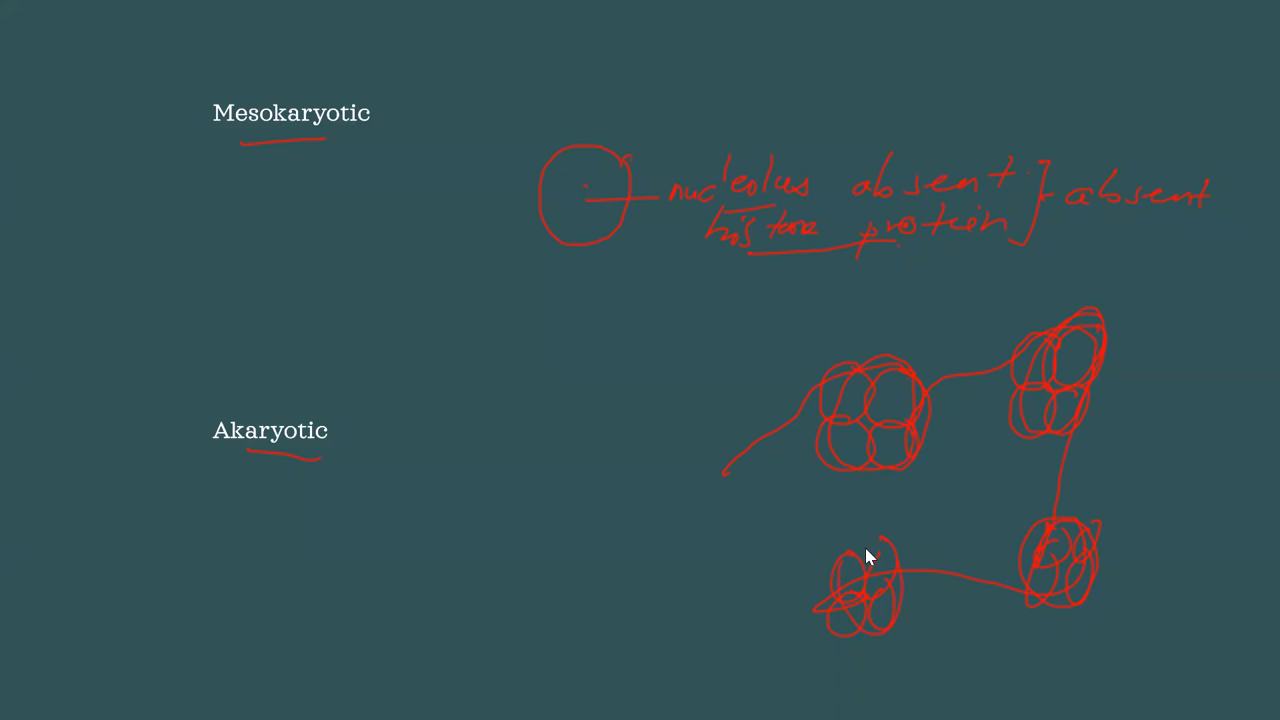 Mesokaryotic
nucleolus absent
histone protein
absent
Akaryotic